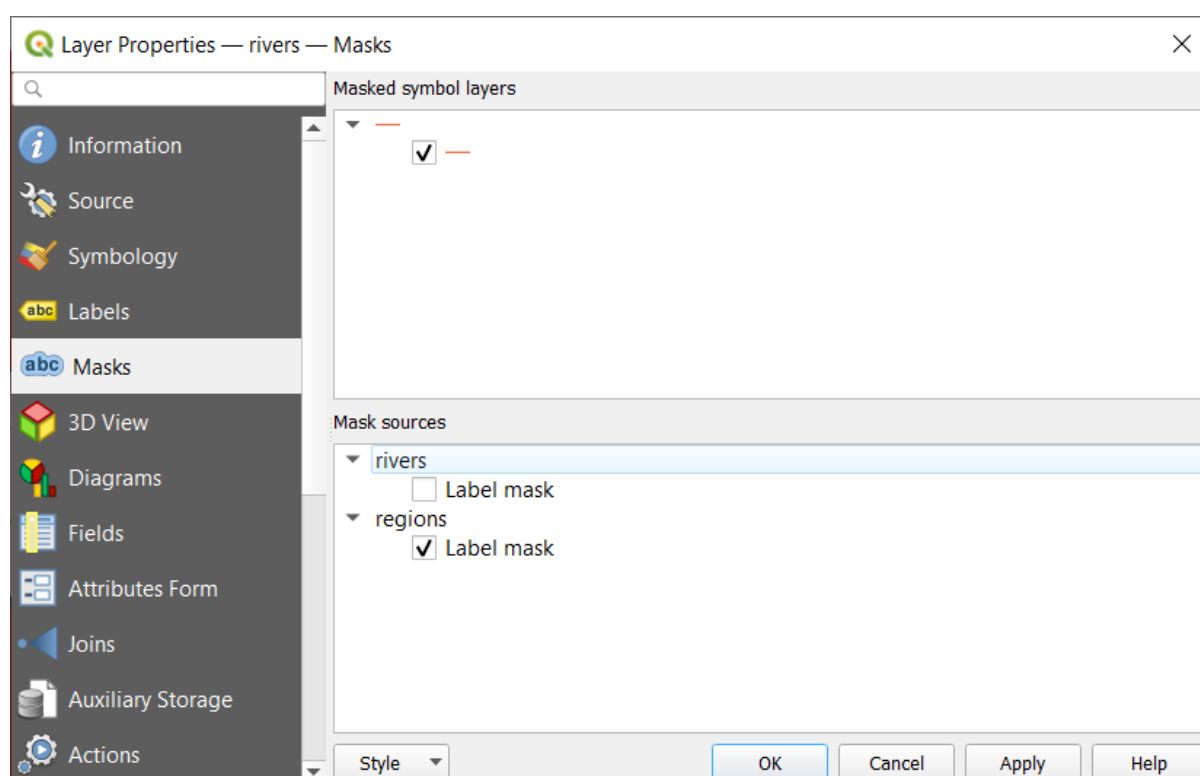 Layer Properties — rivers — Masks
Masked symbol layers
Information
Source
Symbology
abc Labels
abc Masks
3D View
Diagrams
Fields
Attributes Form
Joins
Auxiliary Storage
Actions
Mask sources
rivers
Label mask
regions
Label mask
Style
OK
Cancel
Apply
Help